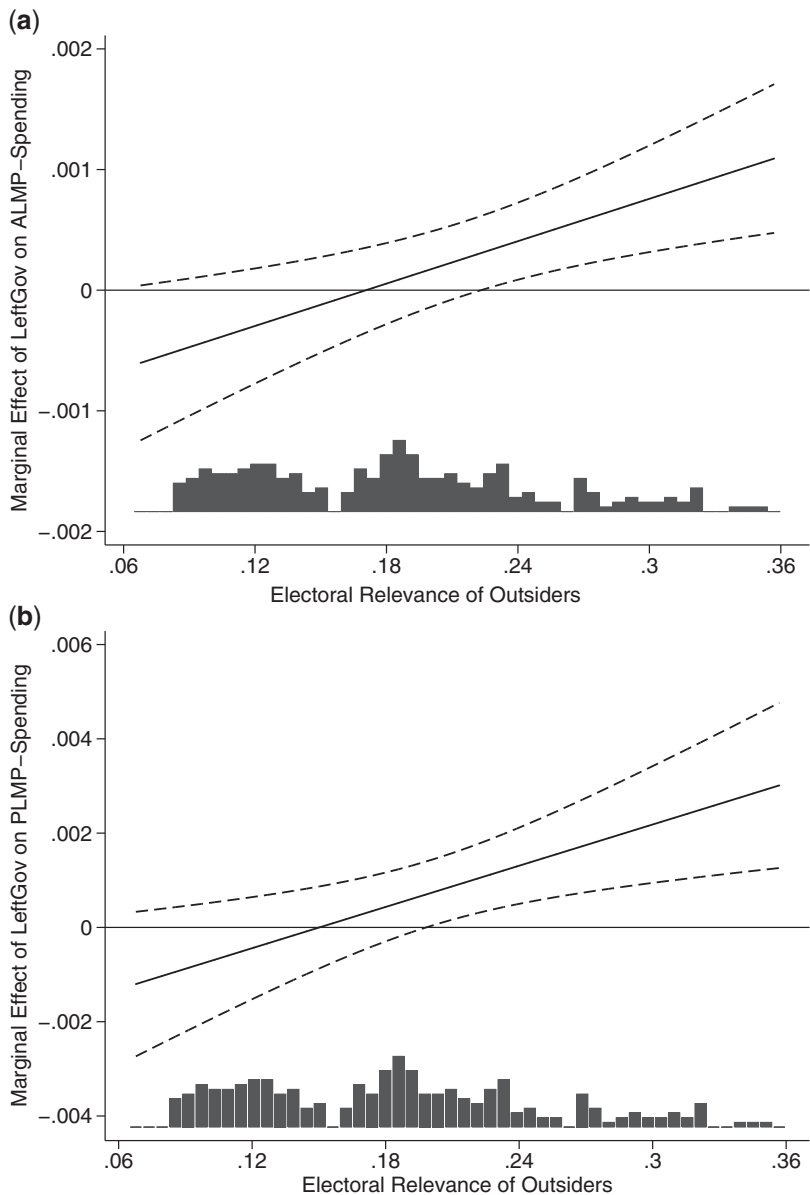 (a)
Marginal Effect of LeftGov on ALMP−Spending
.002
.001
0
−.001
−.002
.06 .12 .18 .24 .3 .36
Electoral Relevance of Outsiders
(b)
Marginal Effect of LeftGov on PLMP−Spending
.006
.004
.002
0
−.002
−.004
.06 .12 .18 .24 .3 .36
Electoral Relevance of Outsiders